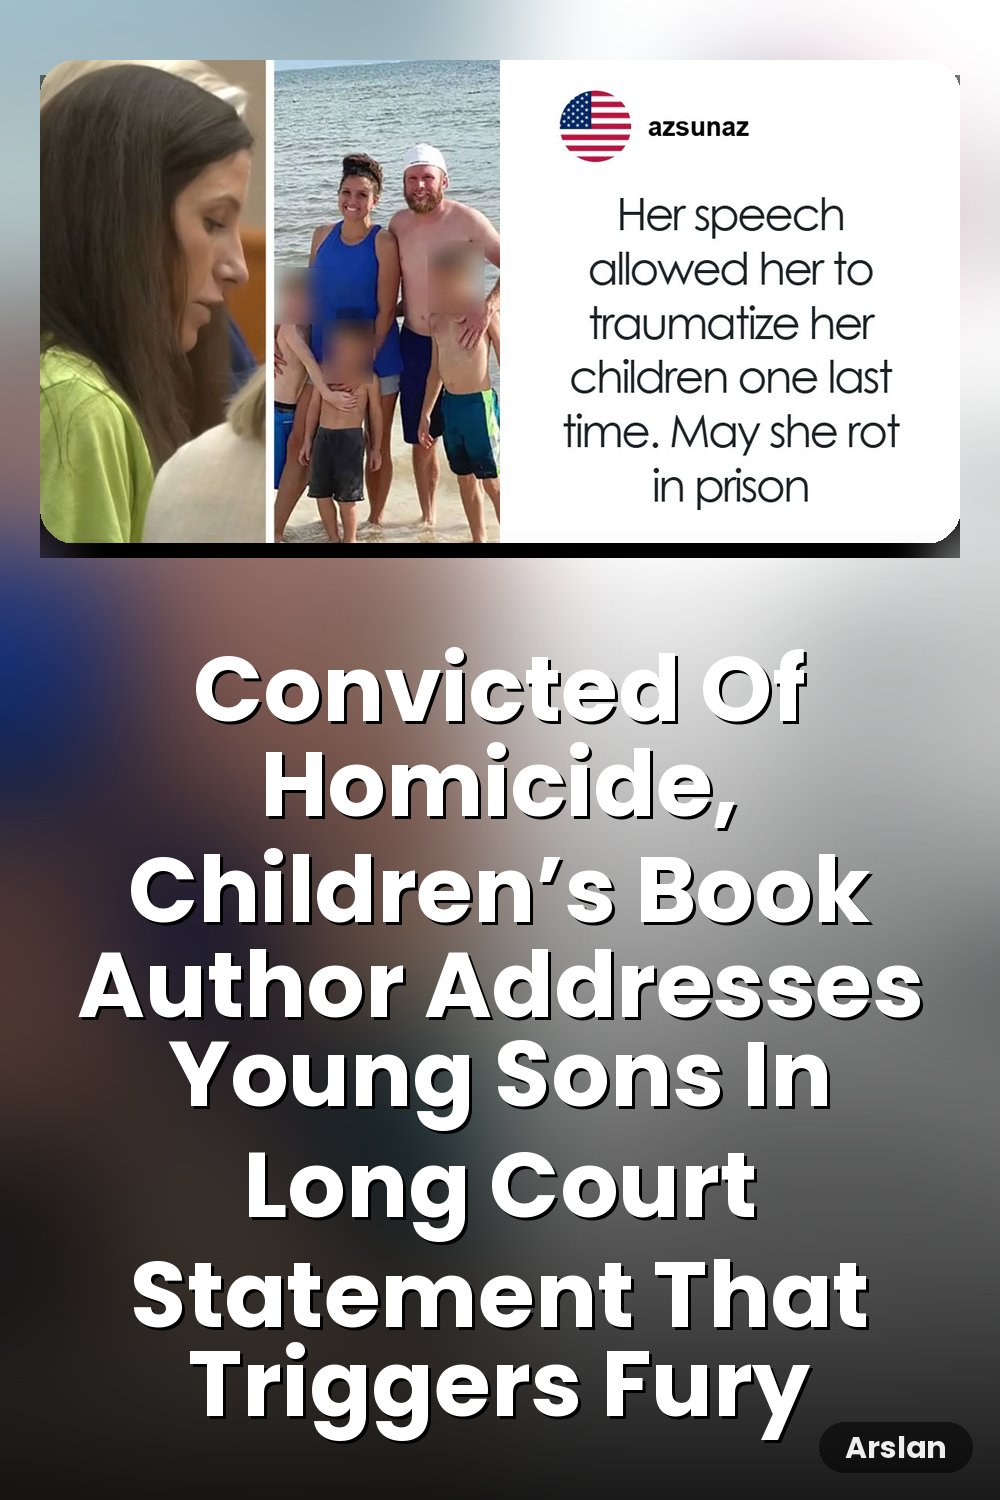 azsunaz
Her speech
allowed her to
traumatize her
children one last
time. May she rot
in prison
Convicted Of
Homicide,
Children’s Book
Author Addresses
Young Sons In
Long Court
Statement That
Triggers Fury
Arslan